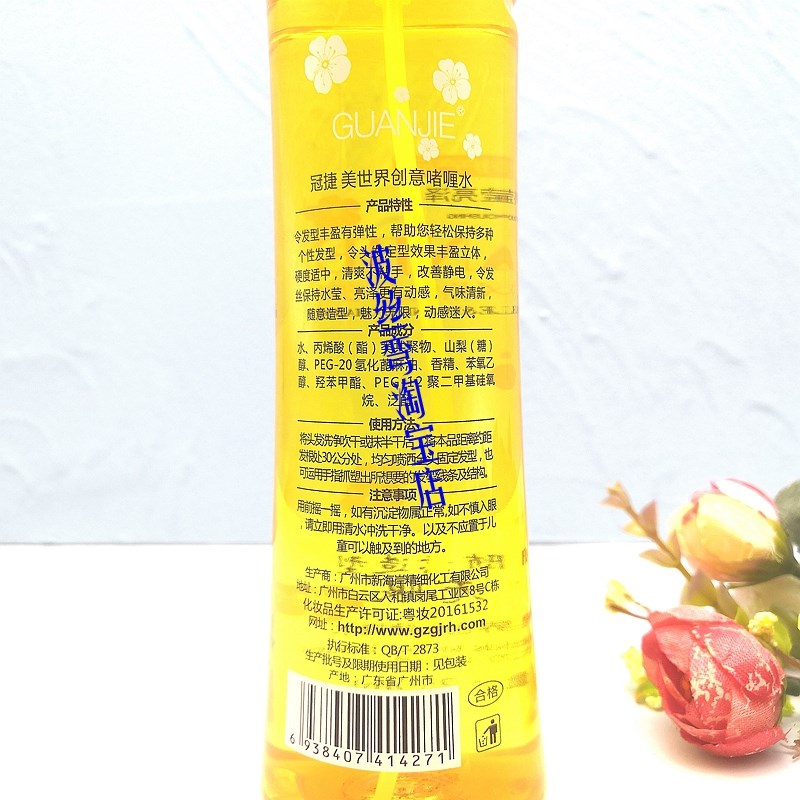 GUANJIE®
冠捷 美世界创意啫喱水
产品特性
令发型丰盈有弹性，帮助您轻松保持多种
个性发型，令头 定型效果丰盈立体，
硬度适中，清爽不 手，改善静电，令发
丝保持水莹、亮泽更有动感，气味清新，
随意造型，魅力无限，动感迷人。
产品成分
水、丙烯酸（酯）类 聚物、山梨（糖）
醇、PEG-20 氢化蓖麻油、香精、苯氧乙
醇、羟苯甲酯、PEG-12 聚二甲基硅氧
烷、泛醇
使用方法
将头发洗净吹干或抹半干后， 将本品距离约距
发根处30公分处，均匀喷洒 头固定发型，也
可运用手指抓塑出所想要的发型线条及结构。
注意事项
用前摇一摇，如有沉淀物属正常,如不慎入眼
,请立即用清水冲洗干净。以及不应置于儿
童可以触及到的地方。
生产商：广州市新海岸精细化工有限公司
地址：广州市白云区人和镇岗尾工业区8号C栋
化妆品生产许可证:粤妆20161532
网址：http://www.gzgjrh.com
执行标准：QB/T 2873
生产批号及限期使用日期：见包装
产地：广东省广州市
合格
6 938407 414271
波 弯淘宝店
亮泽